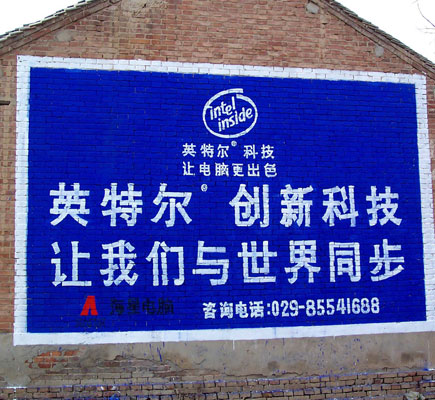 intel
inside
英特尔® 科技
让电脑更出色
英特尔® 创新科技
让我们与世界同步
海星电脑 咨询电话:029-85541688